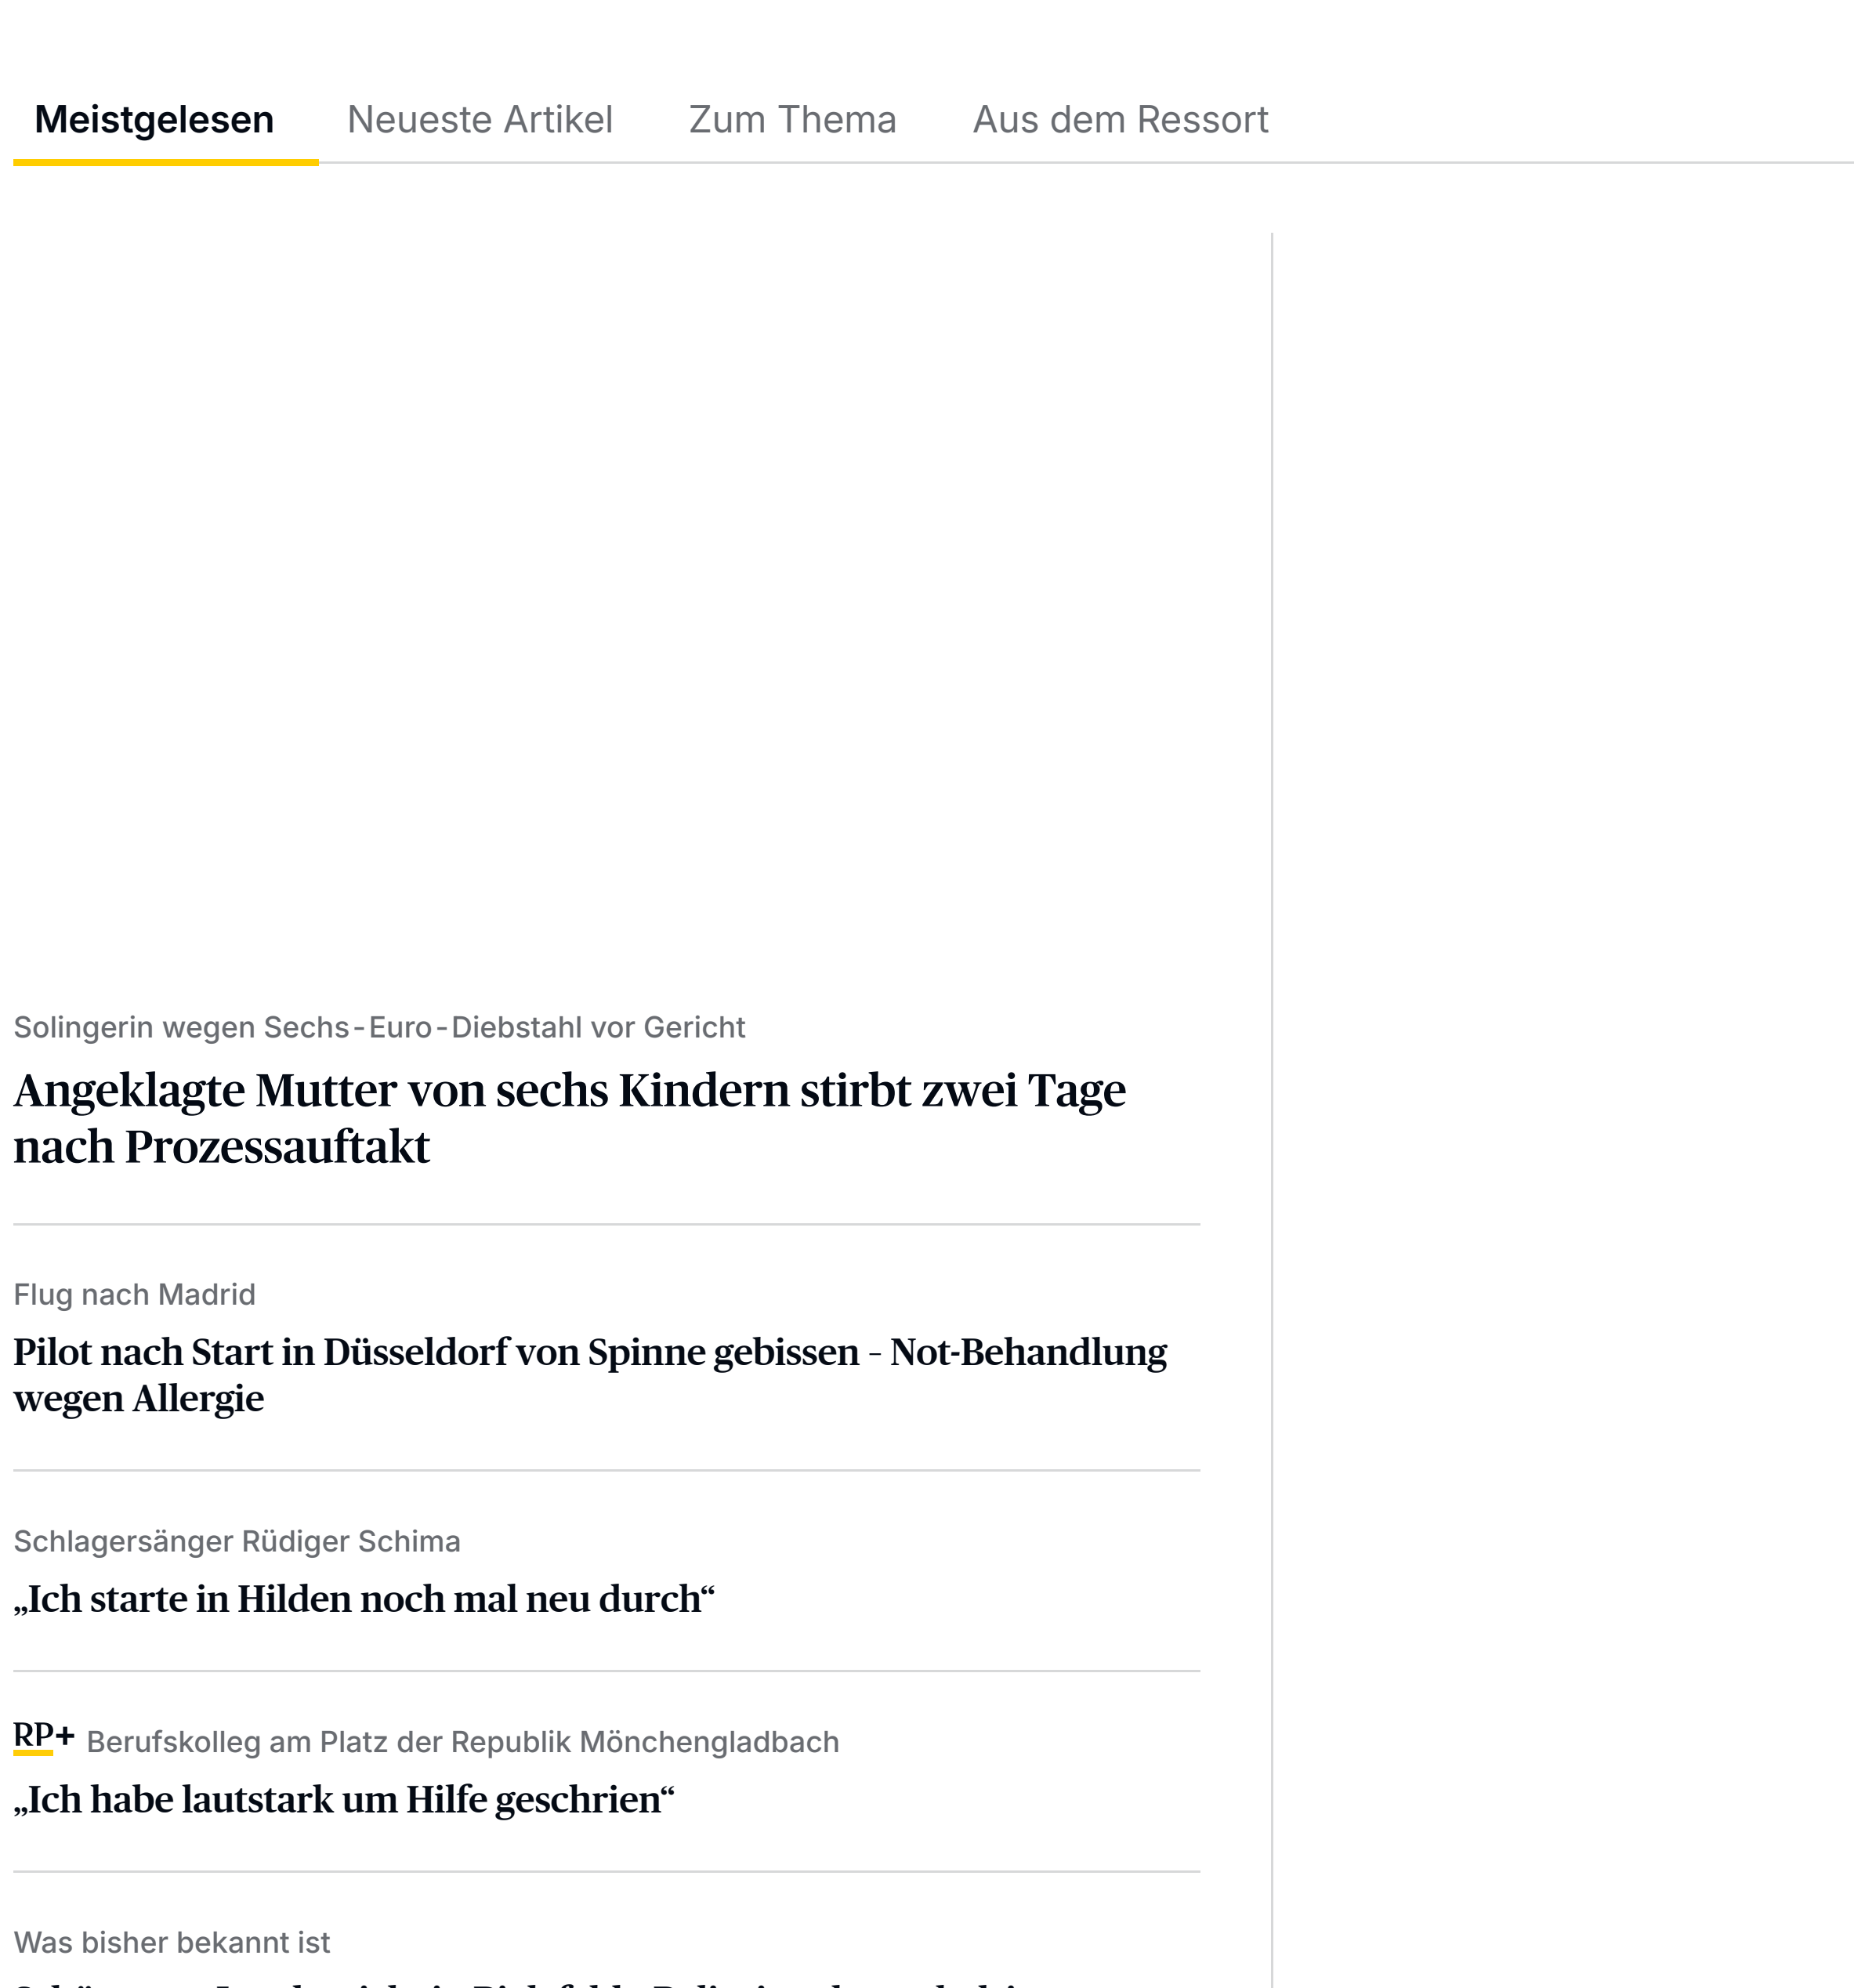 Meistgelesen Neueste Artikel Zum Thema Aus dem Ressort
Solingerin wegen Sechs-Euro-Diebstahl vor Gericht
Angeklagte Mutter von sechs Kindern stirbt zwei Tage
nach Prozessauftakt
Flug nach Madrid
Pilot nach Start in Düsseldorf von Spinne gebissen – Not-Behandlung
wegen Allergie
Schlagersänger Rüdiger Schima
„Ich starte in Hilden noch mal neu durch“
RP+ Berufskolleg am Platz der Republik Mönchengladbach
„Ich habe lautstark um Hilfe geschrien“
Was bisher bekannt ist